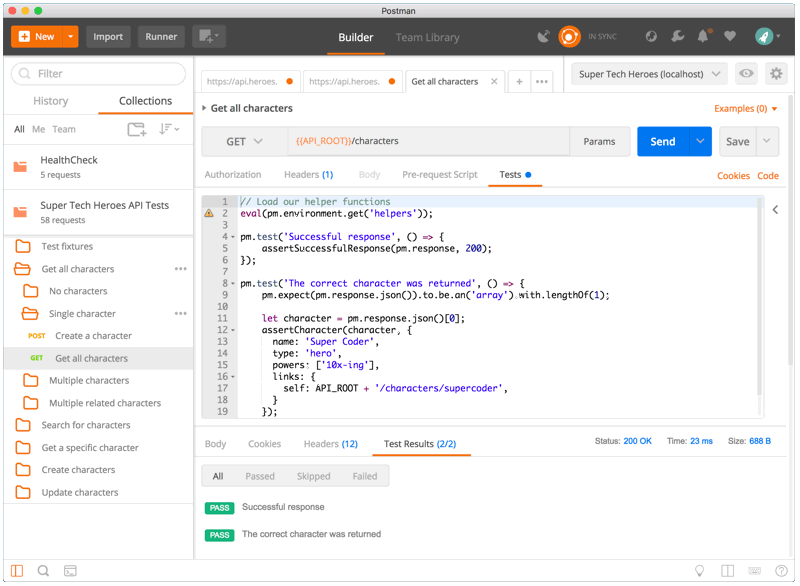 Postman
New
Import
Runner
Builder
Team Library
IN SYNC
Filter
History
Collections
All Me Team
HealthCheck
5 requests
Super Tech Heroes API Tests
58 requests
Test fixtures
Get all characters
No characters
Single character
POST Create a character
GET Get all characters
Multiple characters
Multiple related characters
Search for characters
Get a specific character
Create characters
Update characters
https://api.heroes.
https://api.heroes.
Get all characters
Super Tech Heroes (localhost)
Get all characters
Examples (0)
GET
{{API_ROOT}}/characters
Params
Send
Save
Authorization
Headers (1)
Body
Pre-request Script
Tests
Cookies
Code
1 // Load our helper functions
2 eval(pm.environment.get('helpers'));
3
4 pm.test('Successful response', () => {
5 assertSuccessfulResponse(pm.response, 200);
6 });
7
8 pm.test('The correct character was returned', () => {
9 pm.expect(pm.response.json()).to.be.an('array').with.lengthOf(1);
10
11 let character = pm.response.json()[0];
12 assertCharacter(character, {
13 name: 'Super Coder',
14 type: 'hero',
15 powers: ['10x-ing'],
16 links: {
17 self: API_ROOT + '/characters/supercoder',
18 }
19 });
Body
Cookies
Headers (12)
Test Results (2/2)
Status: 200 OK
Time: 23 ms
Size: 688 B
All
Passed
Skipped
Failed
PASS Successful response
PASS The correct character was returned